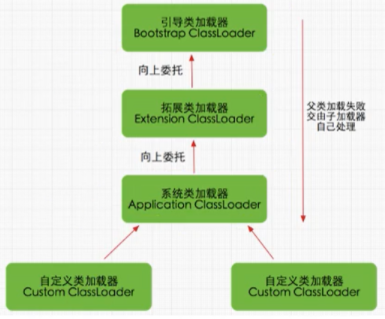 引导类加载器
Bootstrap ClassLoader
向上委托
拓展类加载器
Extension ClassLoader
父类加载失败
交由子加载器
自己处理
向上委托
系统类加载器
Application ClassLoader
自定义类加载器
Custom ClassLoader
自定义类加载器
Custom ClassLoader